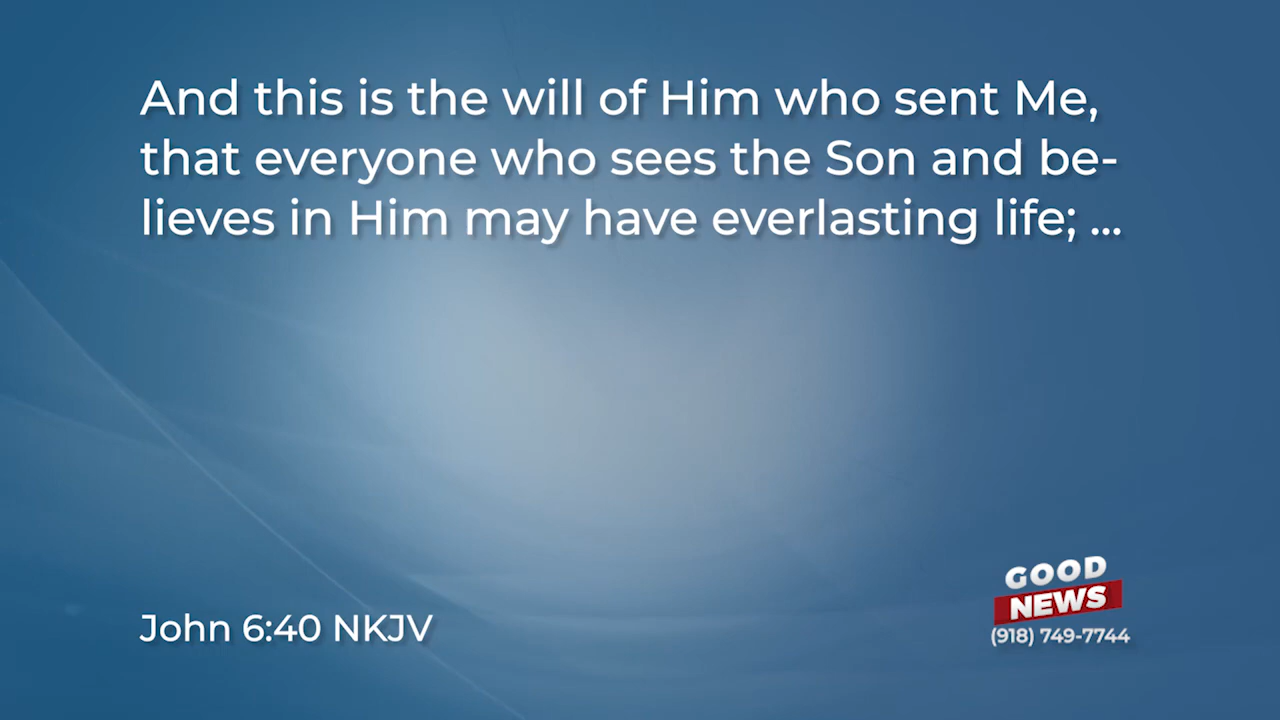 And this is the will of Him who sent Me,
that everyone who sees the Son and be-
lieves in Him may have everlasting life; ...
John 6:40 NKJV
GOOD
NEWS
(918) 749-7744